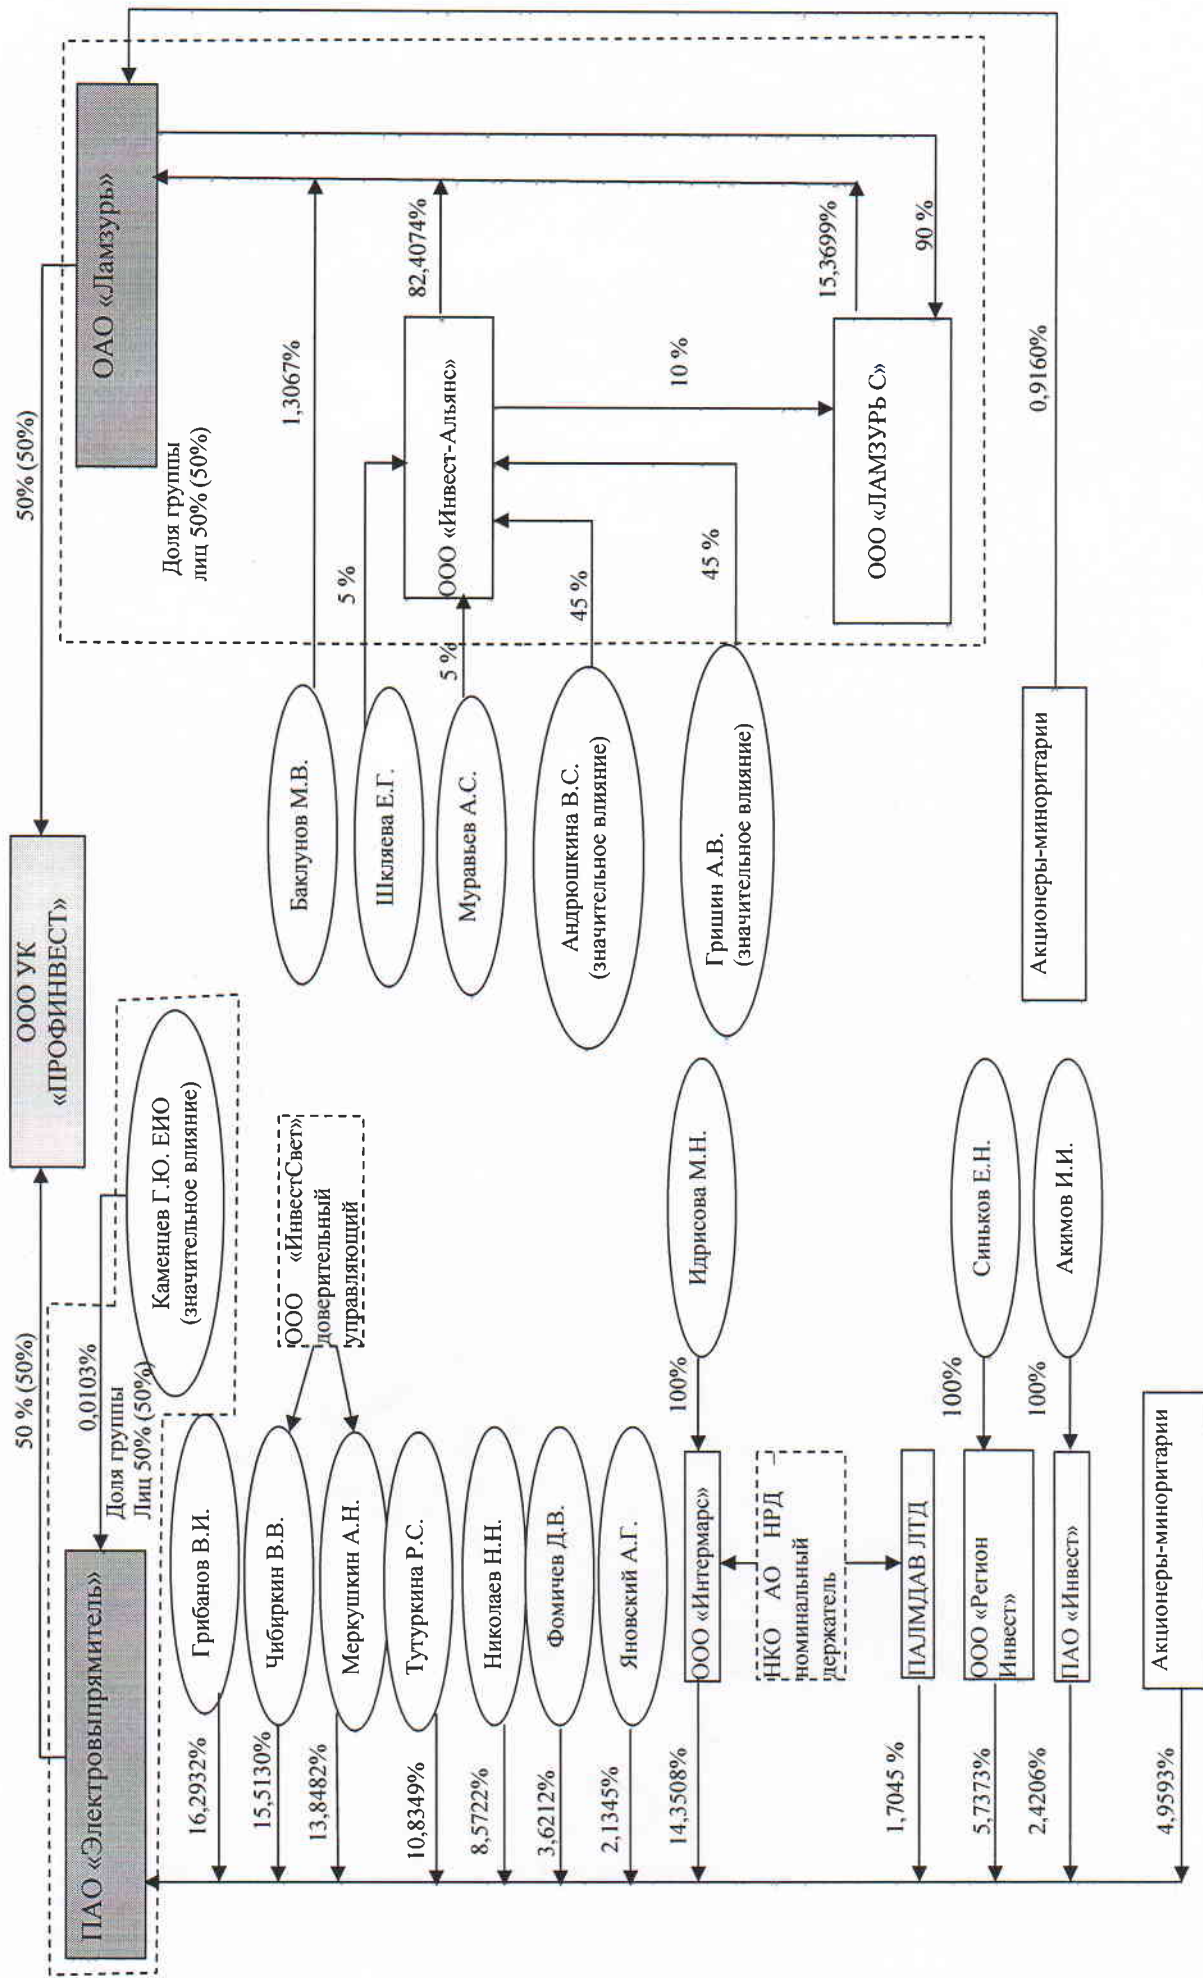 ООО УК
«ПРОФИНВЕСТ»
50 % (50%)
50% (50%)
ПАО «Электровыпрямитель»
ОАО «Ламзурь»
0,0103%
Доля группы
Лиц 50% (50%)
Каменцев Г.Ю. ЕИО
(значительное влияние)
Доля группы
лиц 50% (50%)
16,2932%
Грибанов В.И.
15,5130%
Чибиркин В.В.
13,8482%
Меркушкин А.Н.
ООО «ИнвестСвет»
доверительный
управляющий
10,8349%
Тутуркина Р.С.
8,5722%
Николаев Н.Н.
3,6212%
Фомичев Д.В.
2,1345%
Яновский А.Г.
14,3508%
ООО «Интермарс»
100%
Идрисова М.Н.
НКО АО НРД _
номинальный
держатель
1,7045 %
ПАЛМДАВ ЛТД
5,7373%
ООО «Регион
Инвест»
100%
Синьков Е.Н.
2,4206%
ПАО «Инвест»
100%
Акимов И.И.
4,9593%
Акционеры-миноритарии
Баклунов М.В.
1,3067%
Шкляева Е.Г.
5 %
Муравьев А.С.
5 %
ООО «Инвест-Альянс»
82,4074%
Андрюшкина В.С.
(значительное влияние)
45 %
Гришин А.В.
(значительное влияние)
45 %
10 %
ООО «ЛАМЗУРЬ С»
15,3699%
90 %
Акционеры-миноритарии
0,9160%